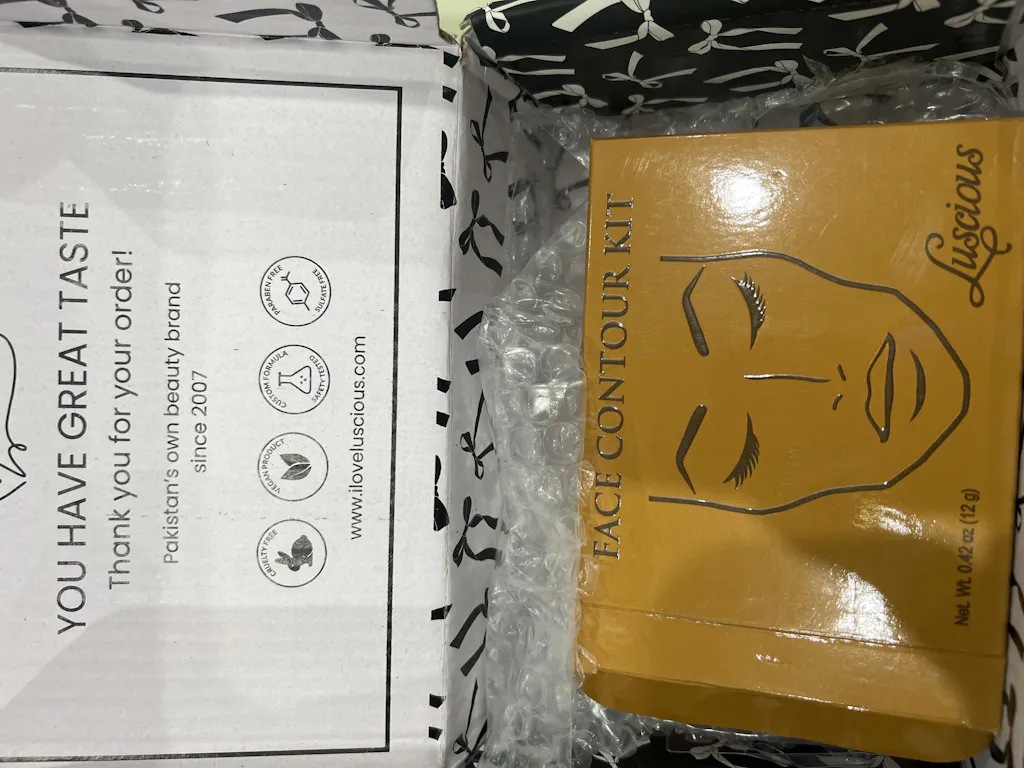 YOU HAVE GREAT TASTE
Thank you for your order!
Pakistan's own beauty brand
since 2007
CRUELTY FREE
VEGAN PRODUCT
CUSTOM FORMULA
SAFETY TESTED
PARABEN FREE
SULFATE FREE
www.iloveluscious.com
FACE CONTOUR KIT
Net. Wt. 0.42 oz (12 g)
Luscious